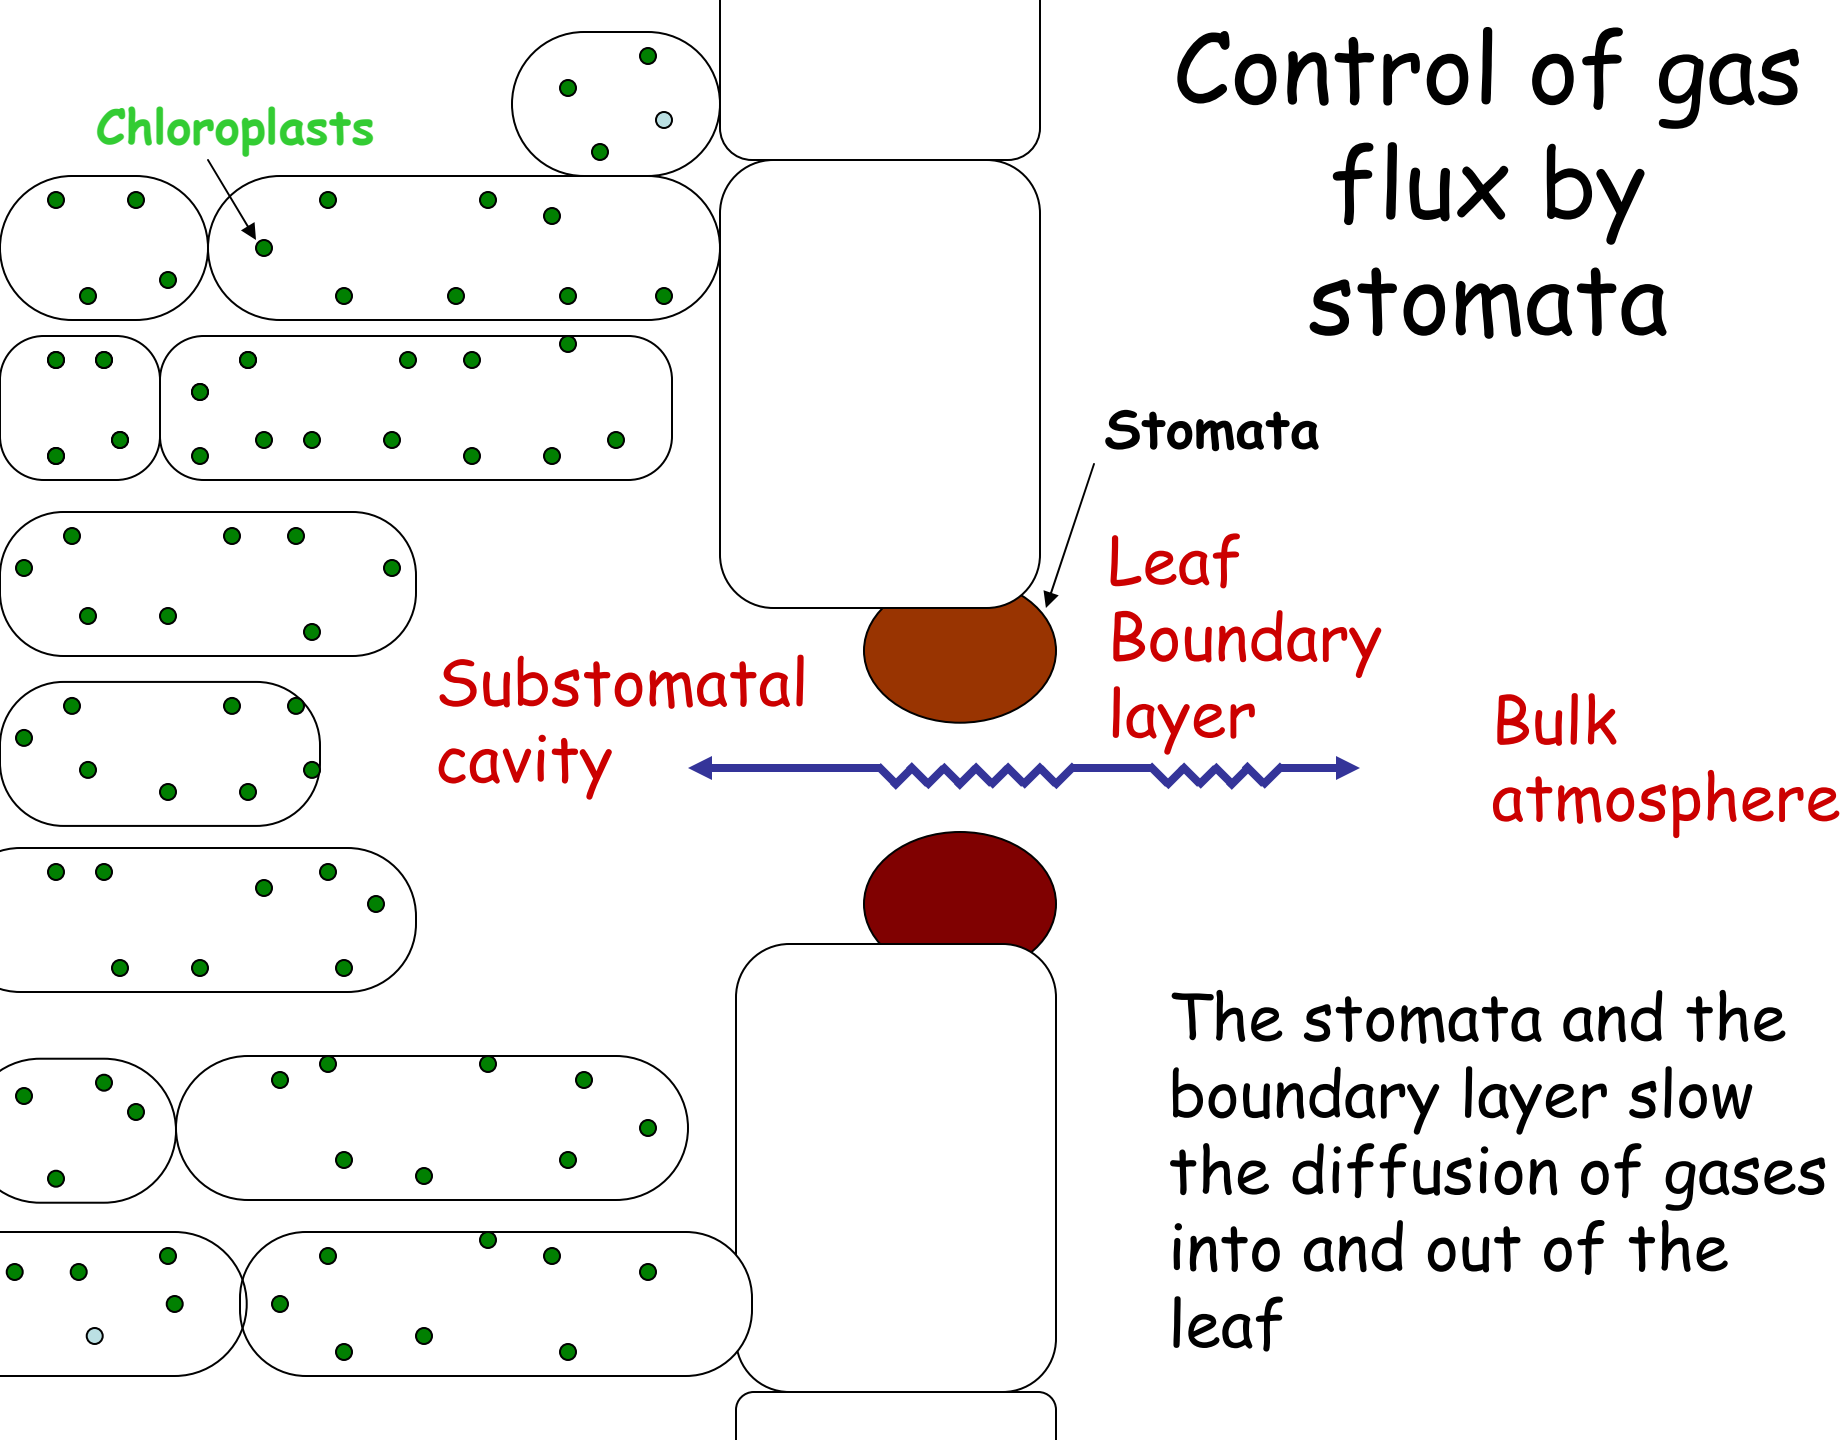 Control of gas
flux by
stomata
Chloroplasts
Stomata
Leaf
Boundary
layer
Substomatal
cavity
Bulk
atmosphere
The stomata and the
boundary layer slow
the diffusion of gases
into and out of the
leaf